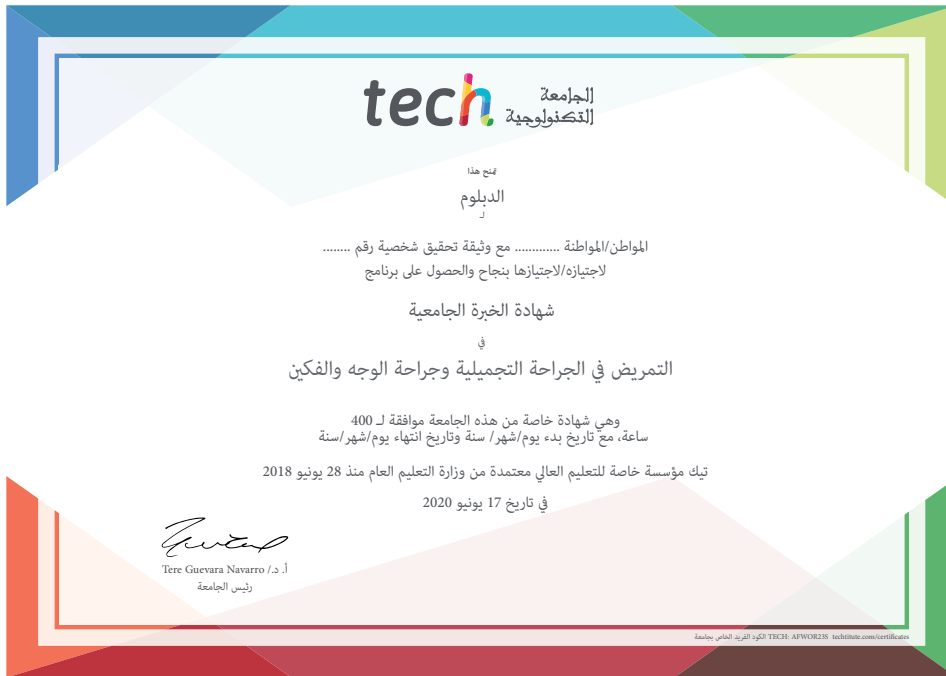 tech الجامعة
التكنولوجية
يمنح هذا
الدبلوم
لـ
المواطن/المواطنة ............. مع وثيقة تحقيق شخصية رقم ........
لاجتيازه/لاجتيازها بنجاح والحصول على برنامج
شهادة الخبرة الجامعية
في
التمريض في الجراحة التجميلية وجراحة الوجه والفكين
وهي شهادة خاصة من هذه الجامعة موافقة لـ 400
ساعة، مع تاريخ بدء يوم/شهر/ سنة وتاريخ انتهاء يوم/شهر/سنة
تيك مؤسسة خاصة للتعليم العالي معتمدة من وزارة التعليم العام منذ 28 يونيو 2018
في تاريخ 17 يونيو 2020
أ. د./ Tere Guevara Navarro
رئيس الجامعة
الكود الفريد الخاص بجامعة TECH: AFWOR23S techtitute.com/certificates